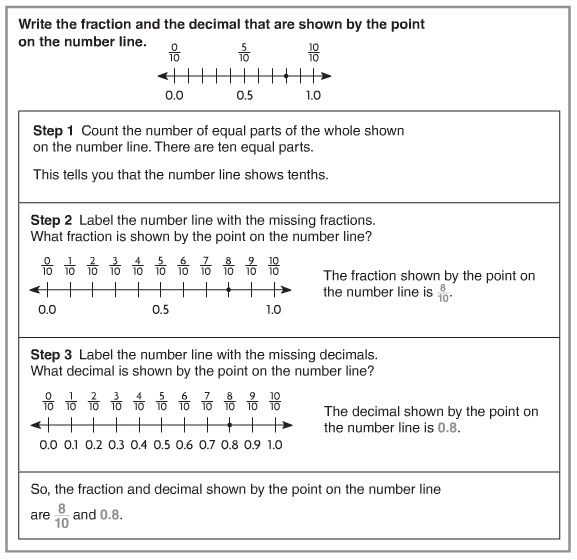 Write the fraction and the decimal that are shown by the point
on the number line.
0/10 5/10 10/10
0.0 0.5 1.0
Step 1 Count the number of equal parts of the whole shown
on the number line. There are ten equal parts.
This tells you that the number line shows tenths.
Step 2 Label the number line with the missing fractions.
What fraction is shown by the point on the number line?
0/10 1/10 2/10 3/10 4/10 5/10 6/10 7/10 8/10 9/10 10/10
0.0 0.5 1.0
The fraction shown by the point on
the number line is 8/10.
Step 3 Label the number line with the missing decimals.
What decimal is shown by the point on the number line?
0/10 1/10 2/10 3/10 4/10 5/10 6/10 7/10 8/10 9/10 10/10
0.0 0.1 0.2 0.3 0.4 0.5 0.6 0.7 0.8 0.9 1.0
The decimal shown by the point on
the number line is 0.8.
So, the fraction and decimal shown by the point on the number line
are 8/10 and 0.8.